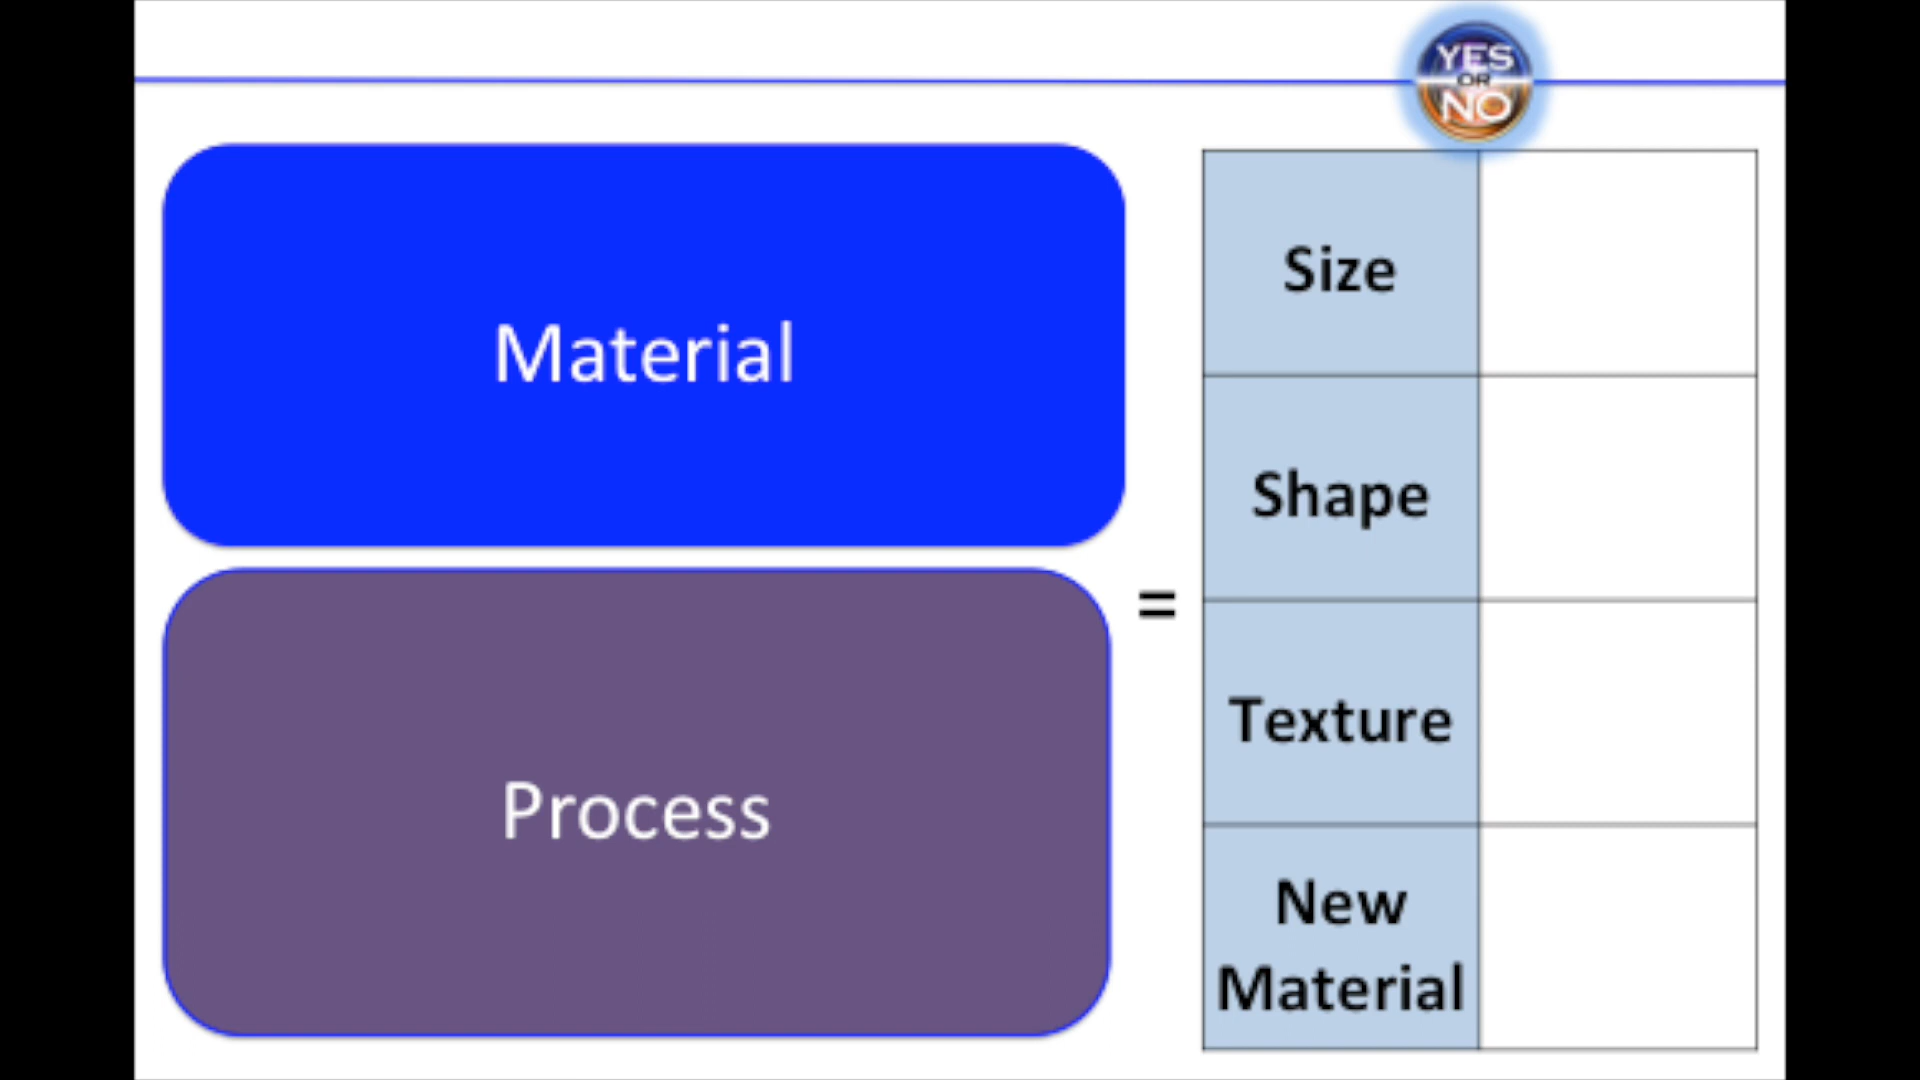 YES
OR
NO
Material
Process
=
Size
Shape
Texture
New
Material